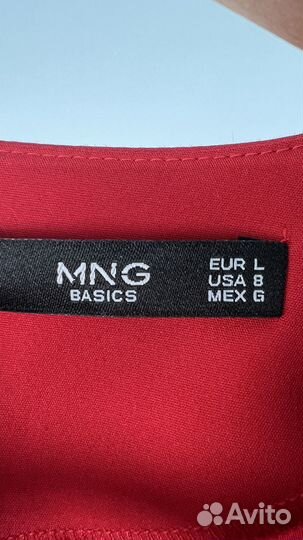 MNG
BASICS
EUR L
USA 8
MEX G
Avito